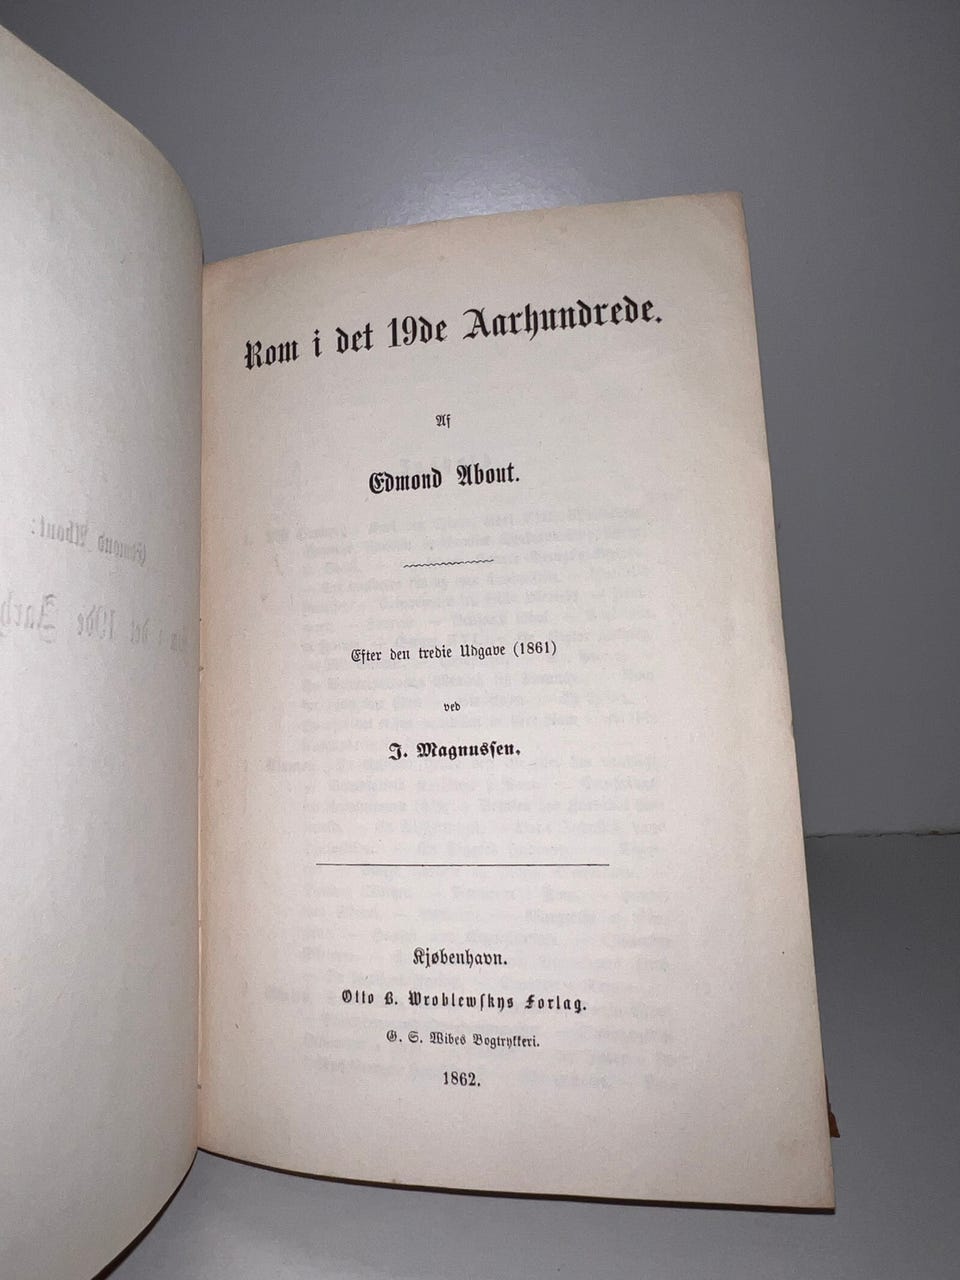 Rom i det 19de Aarhundrede.
Af
Edmond About.
Efter den tredie Udgave (1861)
ved
J. Magnussen.
Kjøbenhavn.
Otto B. Wroblewskys Forlag.
G. S. Wibes Bogtrykkeri.
1862.